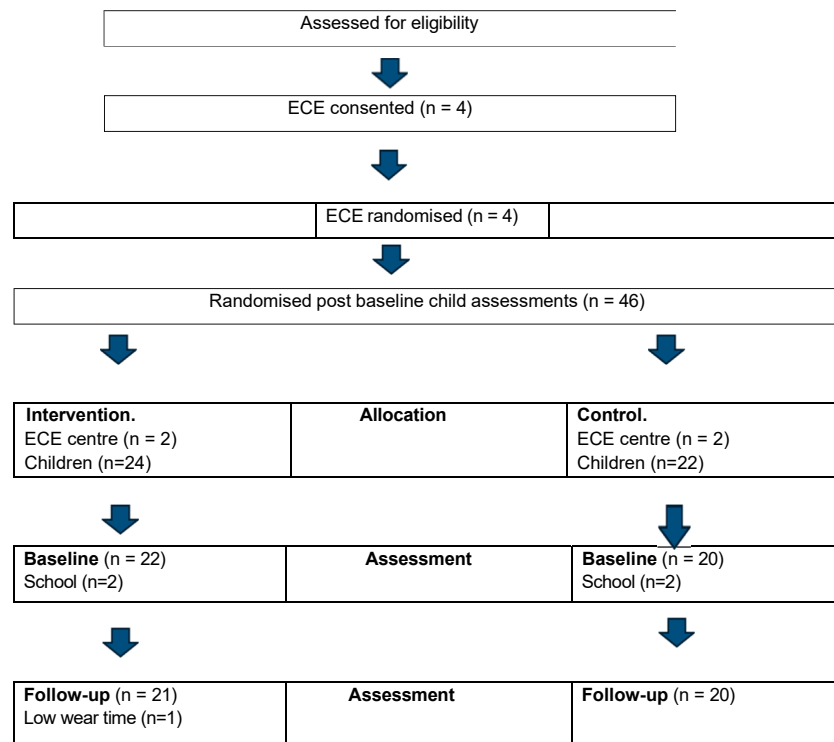 Assessed for eligibility
ECE consented (n = 4)
ECE randomised (n = 4)
Randomised post baseline child assessments (n = 46)
Intervention.
ECE centre (n = 2)
Children (n=24)
Allocation
Control.
ECE centre (n = 2)
Children (n=22)
Baseline (n = 22)
School (n=2)
Assessment
Baseline (n = 20)
School (n=2)
Follow-up (n = 21)
Low wear time (n=1)
Assessment
Follow-up (n = 20)